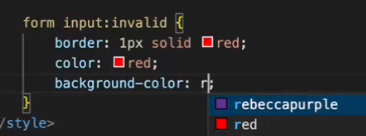 form input:invalid {
border: 1px solid red;
color: red;
background-color: r;
rebeccapurple
red
}
/style>